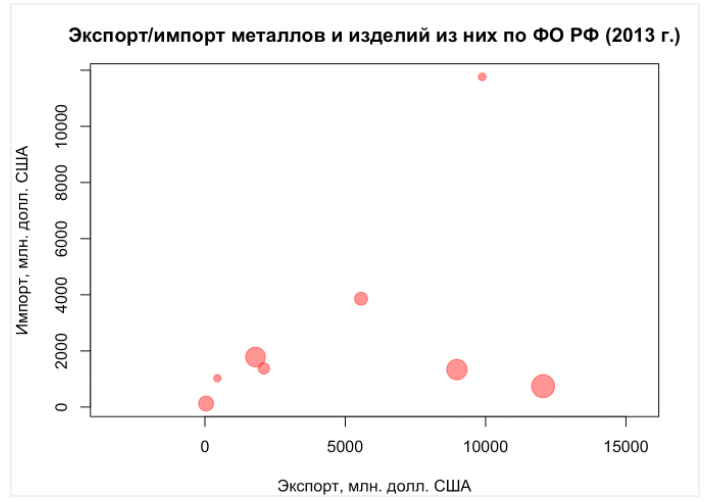 Экспорт/импорт металлов и изделий из них по ФО РФ (2013 г.)
Импорт, млн. долл. США
10000
8000
6000
4000
2000
0
0 5000 10000 15000
Экспорт, млн. долл. США